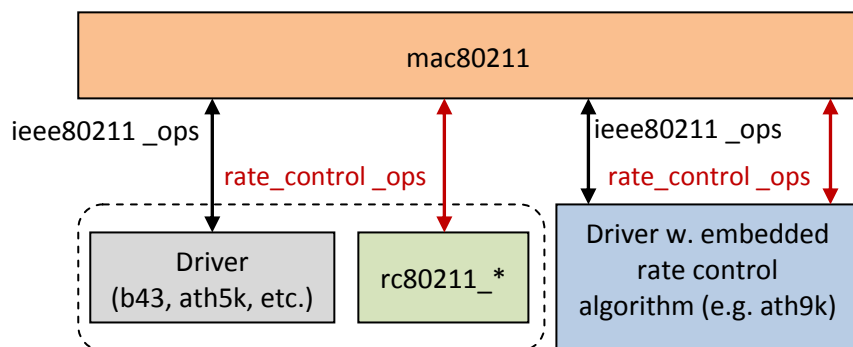 mac80211
ieee80211 _ops
ieee80211 _ops
rate_control _ops
rate_control _ops
Driver
(b43, ath5k, etc.)
rc80211_*
Driver w. embedded
rate control
algorithm (e.g. ath9k)